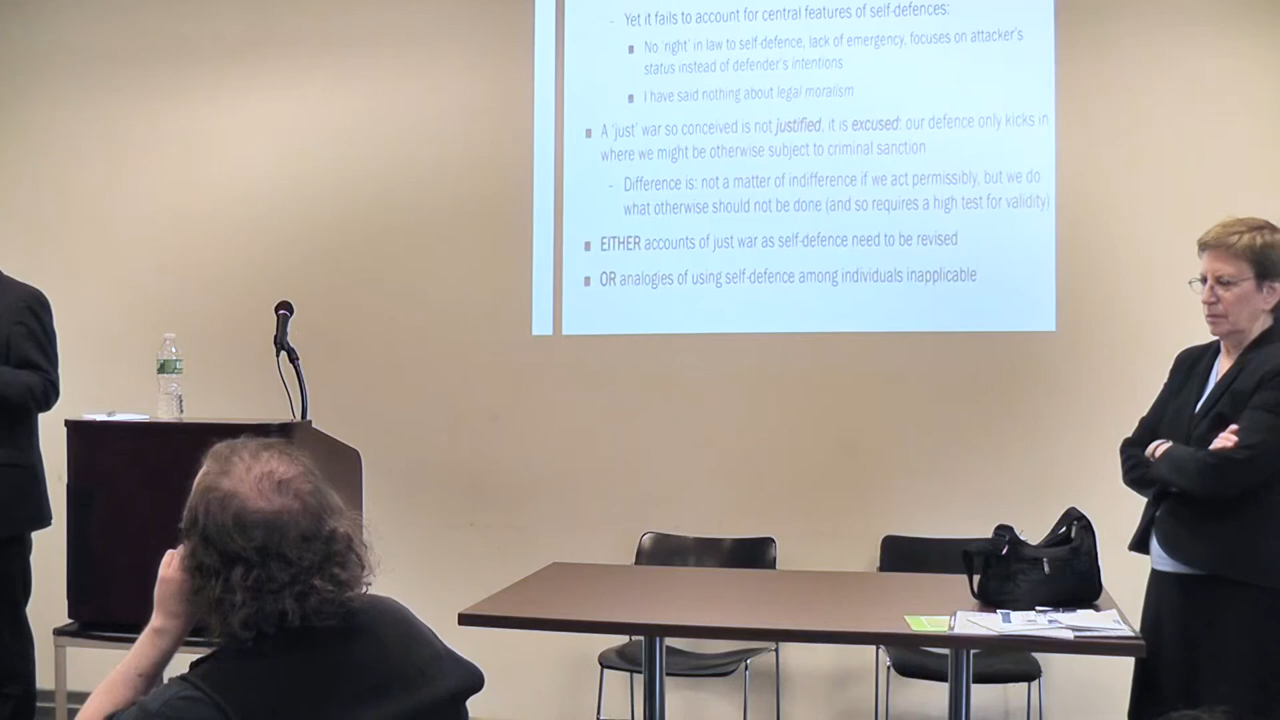 - Yet it fails to account for central features of self-defences:
■ No 'right' in law to self-defence, lack of emergency, focuses on attacker's
status instead of defender's intentions
■ I have said nothing about legal moralism
■ A 'just' war so conceived is not justified, it is excused: our defence only kicks in
where we might be otherwise subject to criminal sanction
- Difference is: not a matter of indifference if we act permissibly, but we do
what otherwise should not be done (and so requires a high test for validity)
■ EITHER accounts of just war as self-defence need to be revised
■ OR analogies of using self-defence among individuals inapplicable